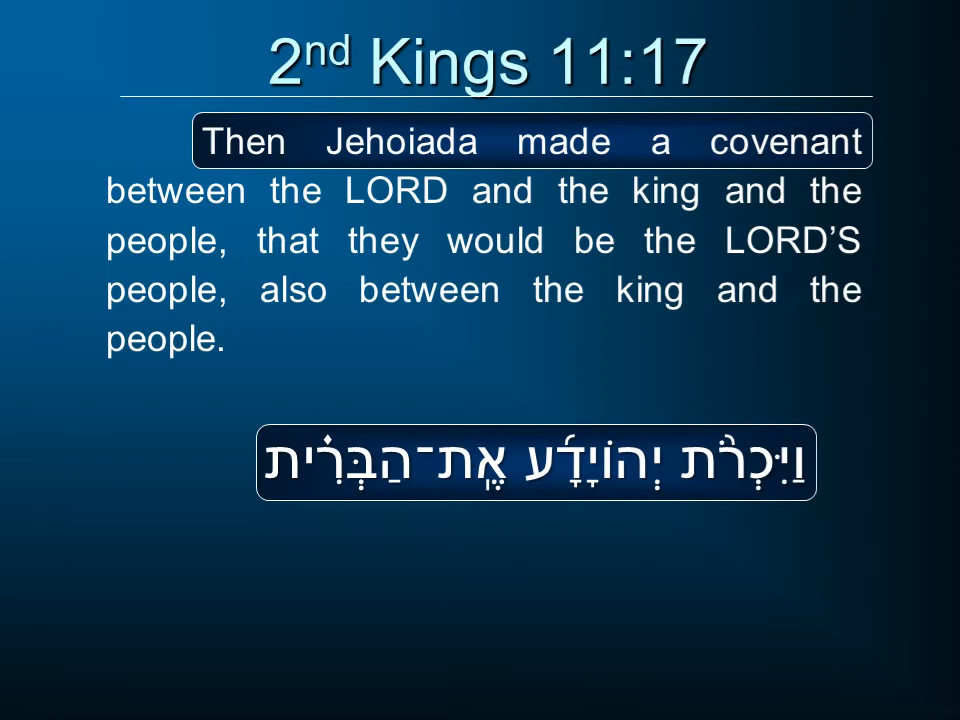 2nd Kings 11:17
Then Jehoiada made a covenant
between the LORD and the king and the
people, that they would be the LORD’S
people, also between the king and the
people.
וַיִּכְרֹ֨ת יְהוֹיָדָ֜ע אֶֽת־הַבְּרִ֗ית